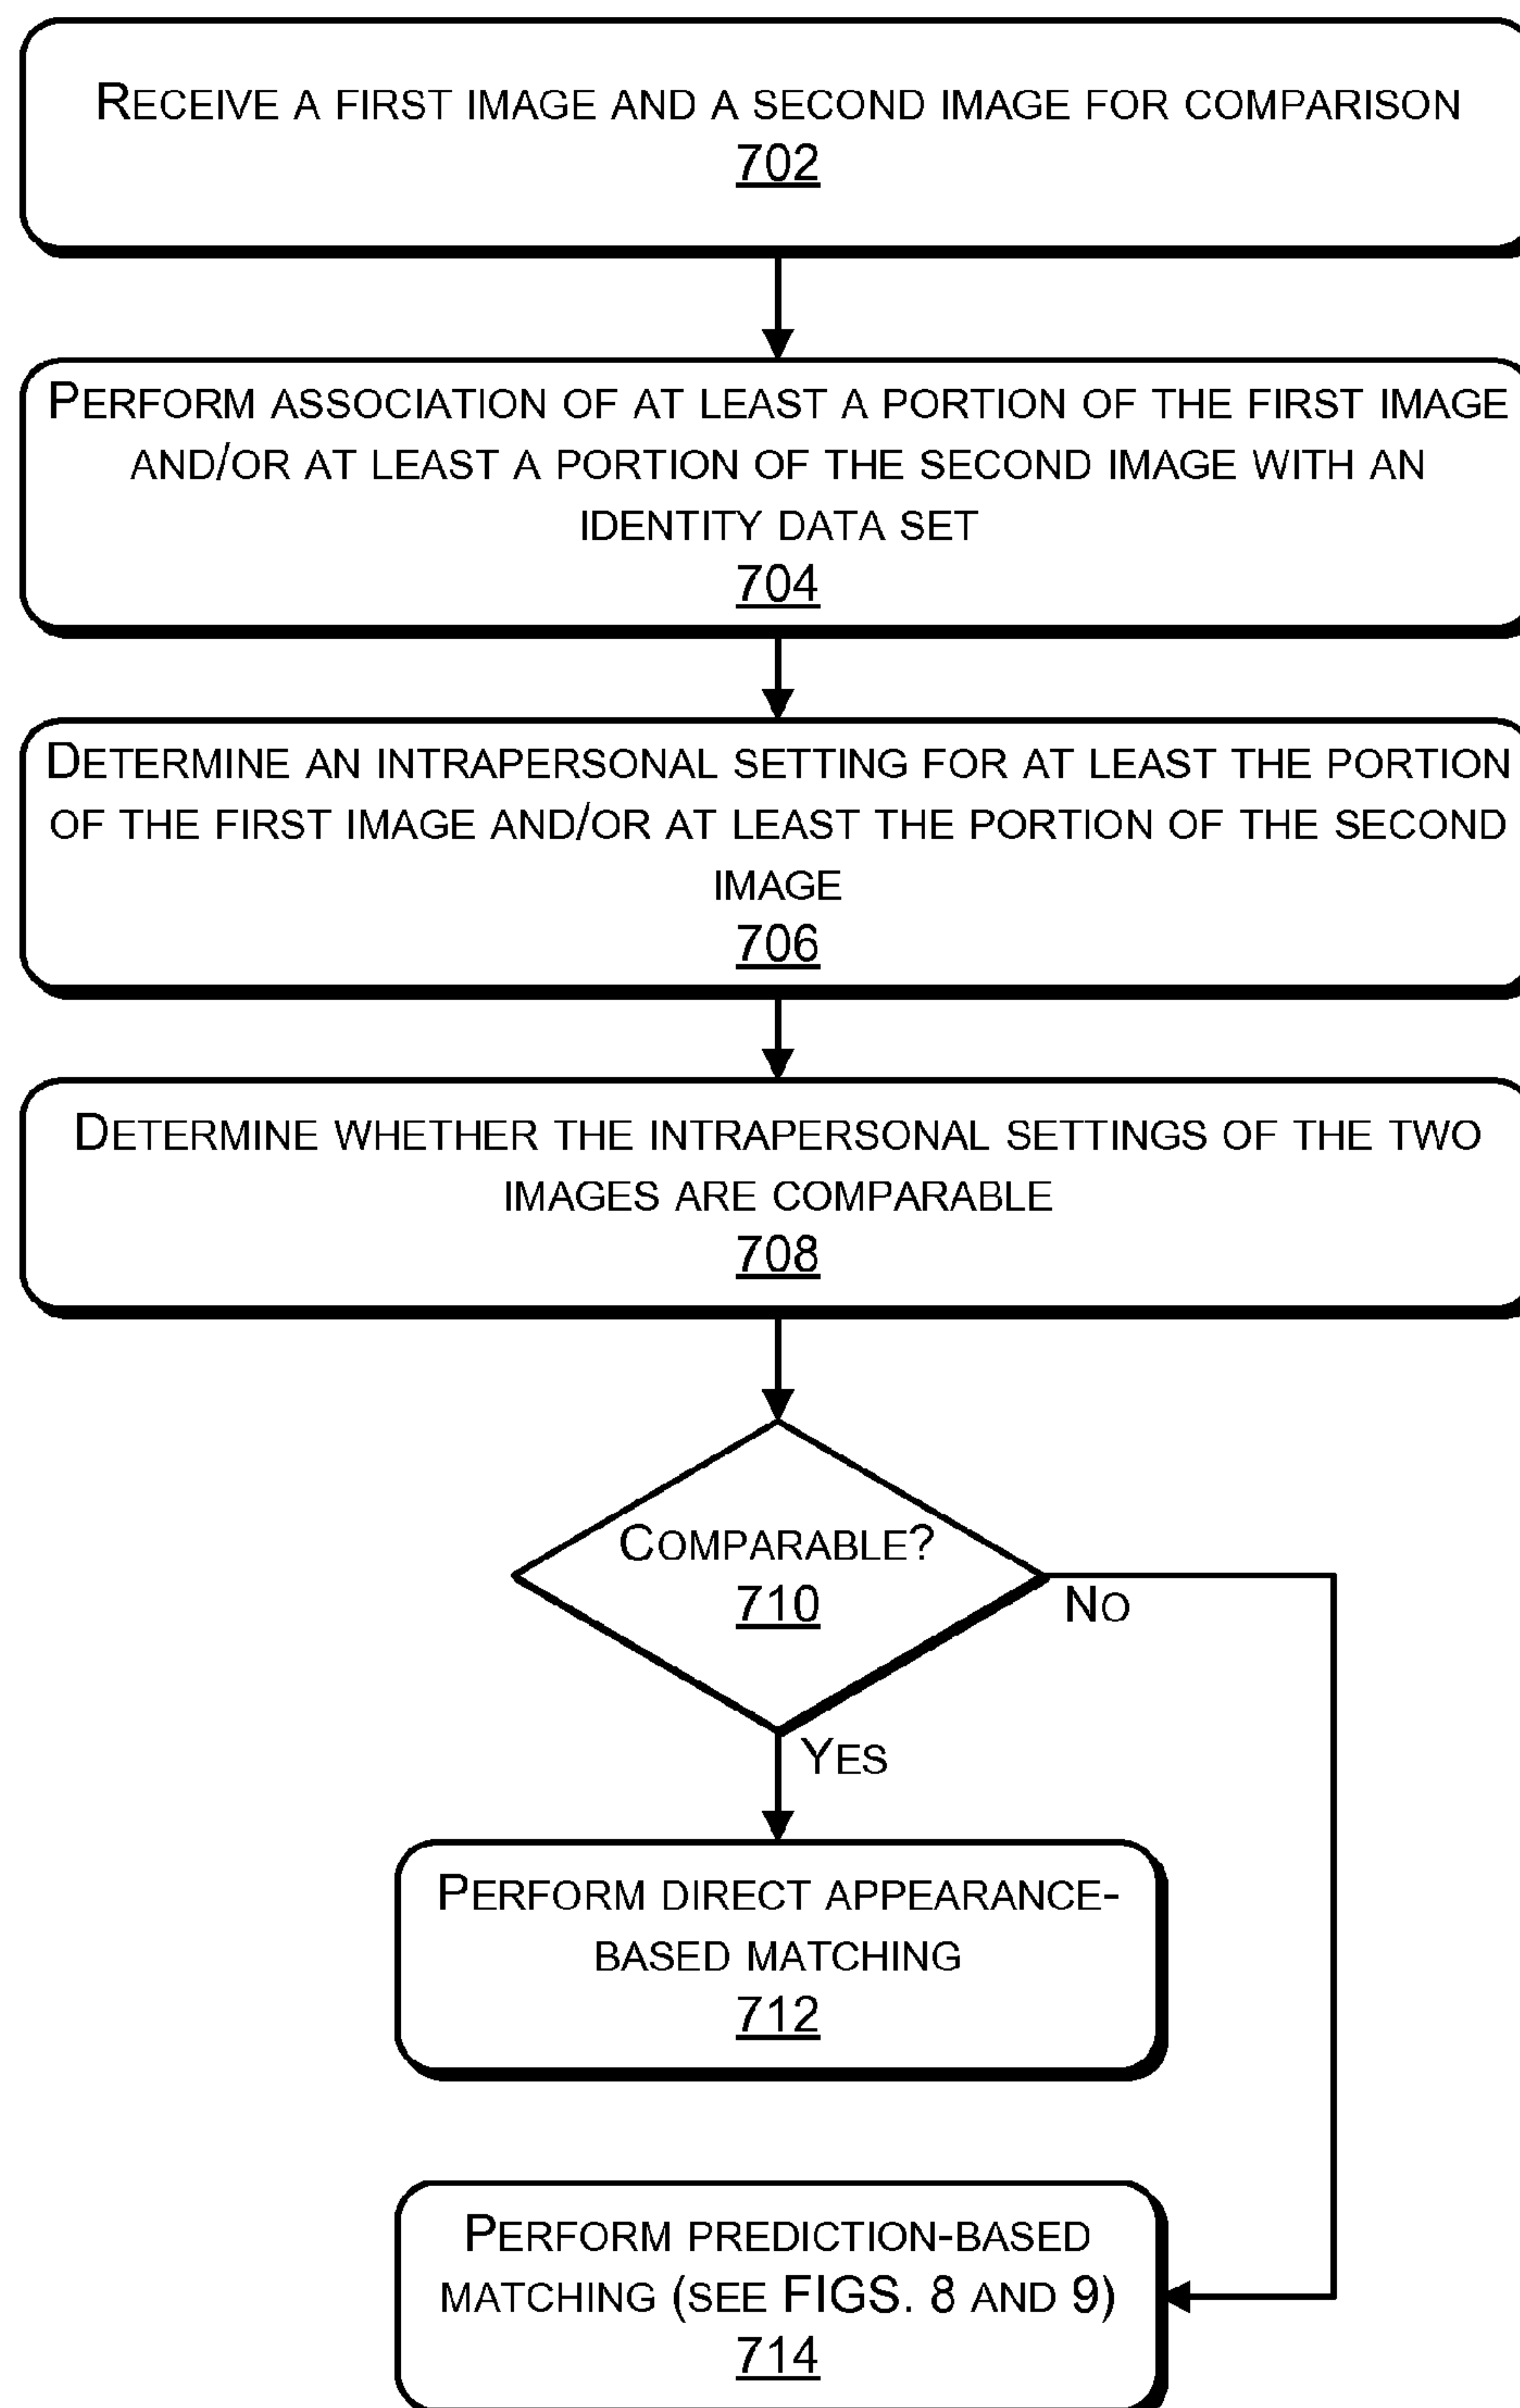 RECEIVE A FIRST IMAGE AND A SECOND IMAGE FOR COMPARISON
702
PERFORM ASSOCIATION OF AT LEAST A PORTION OF THE FIRST IMAGE
AND/OR AT LEAST A PORTION OF THE SECOND IMAGE WITH AN
IDENTITY DATA SET
704
DETERMINE AN INTRAPERSONAL SETTING FOR AT LEAST THE PORTION
OF THE FIRST IMAGE AND/OR AT LEAST THE PORTION OF THE SECOND
IMAGE
706
DETERMINE WHETHER THE INTRAPERSONAL SETTINGS OF THE TWO
IMAGES ARE COMPARABLE
708
COMPARABLE?
710
NO
YES
PERFORM DIRECT APPEARANCE-
BASED MATCHING
712
PERFORM PREDICTION-BASED
MATCHING (SEE FIGS. 8 AND 9)
714